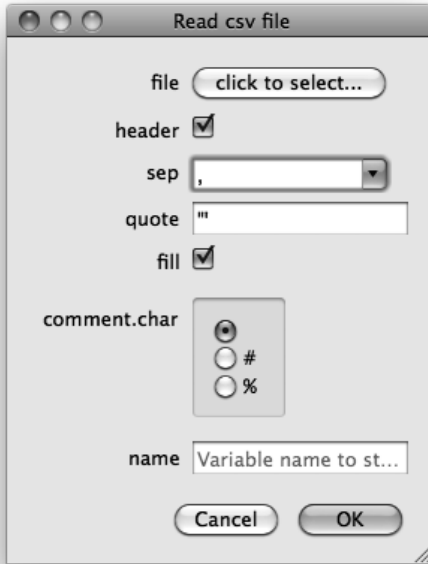 Read csv file
file click to select...
header
sep ,
quote "'
fill
comment.char
#
%
name Variable name to st...
Cancel OK